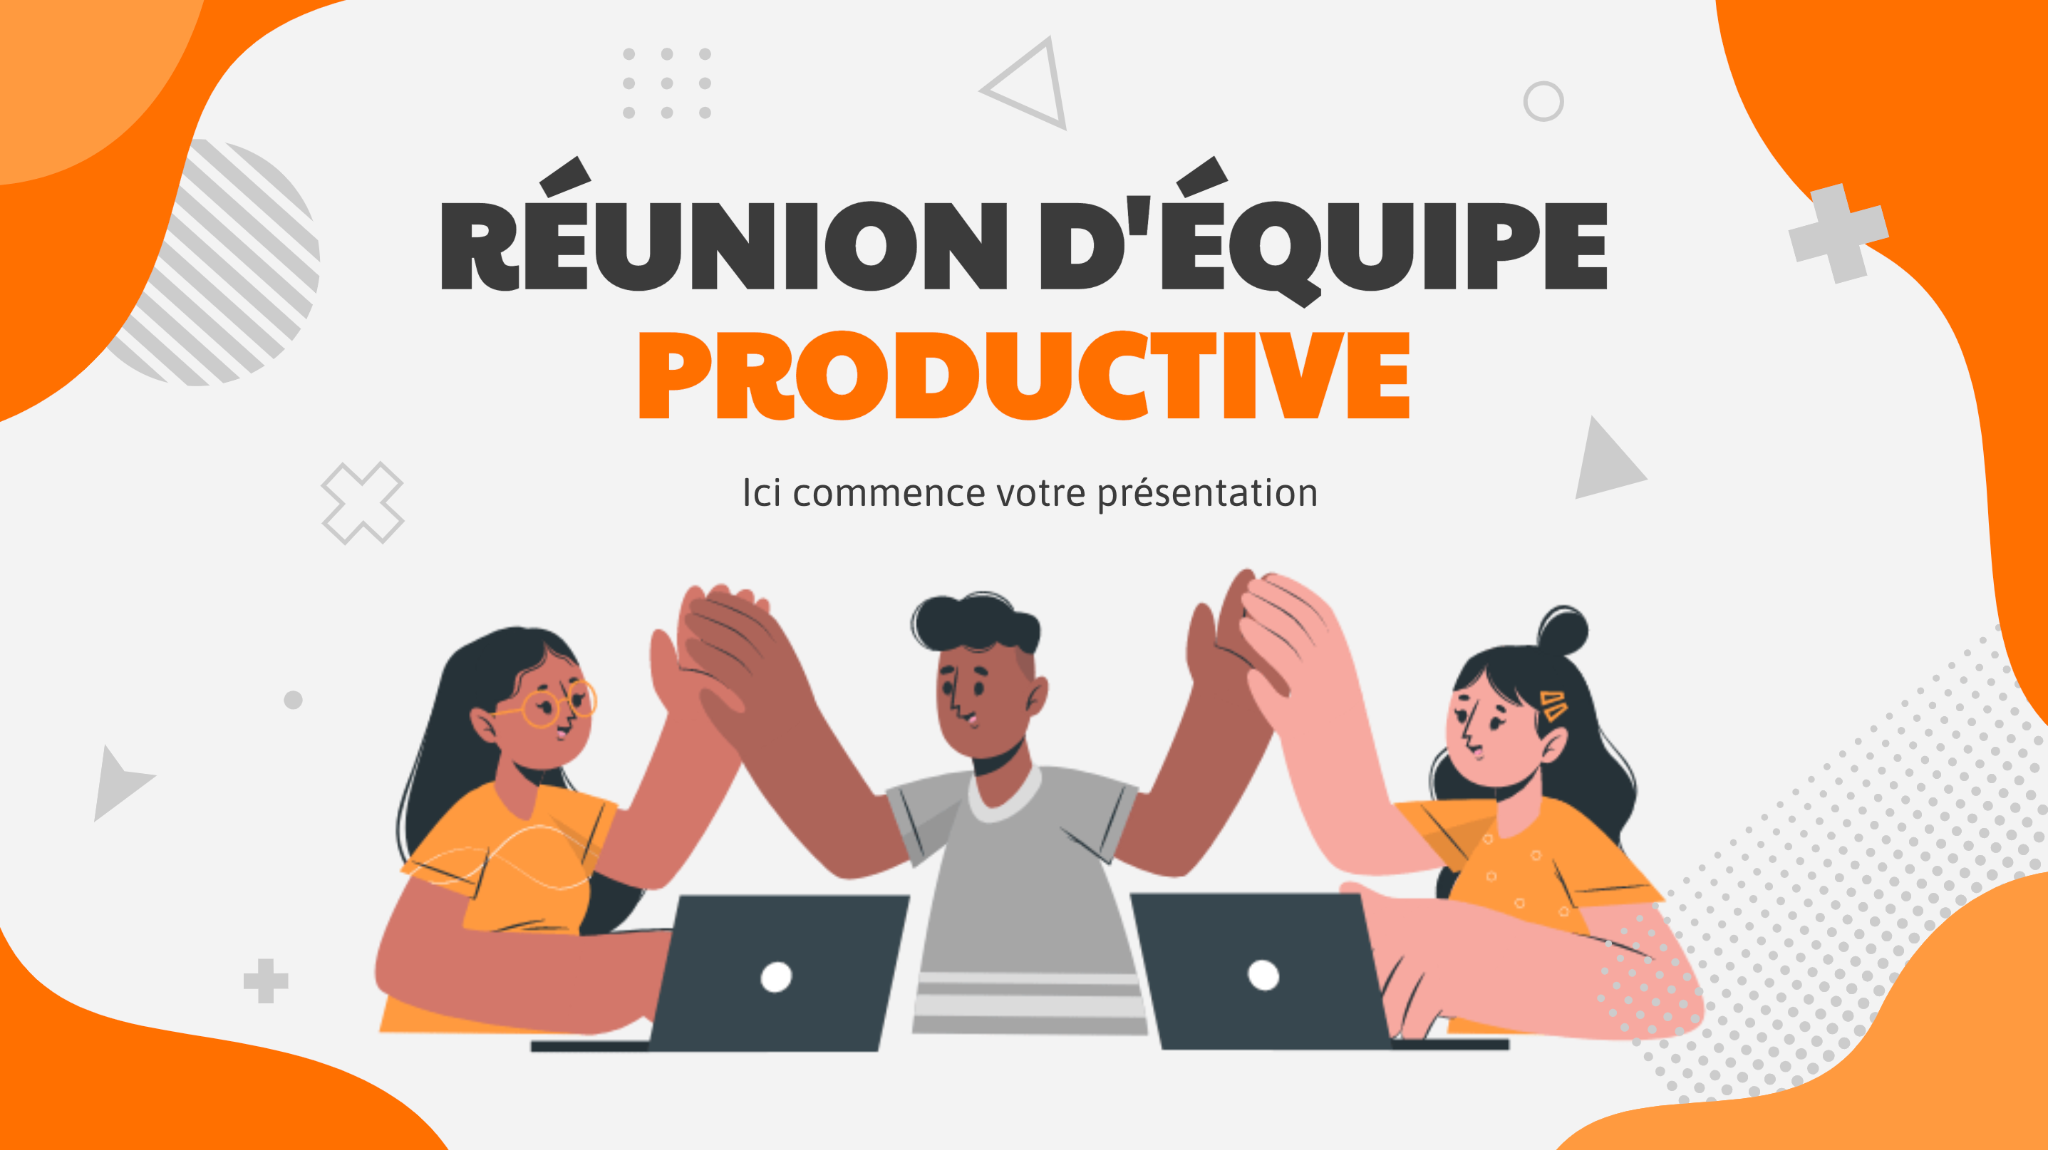 RÉUNION D'ÉQUIPE
PRODUCTIVE
Ici commence votre présentation